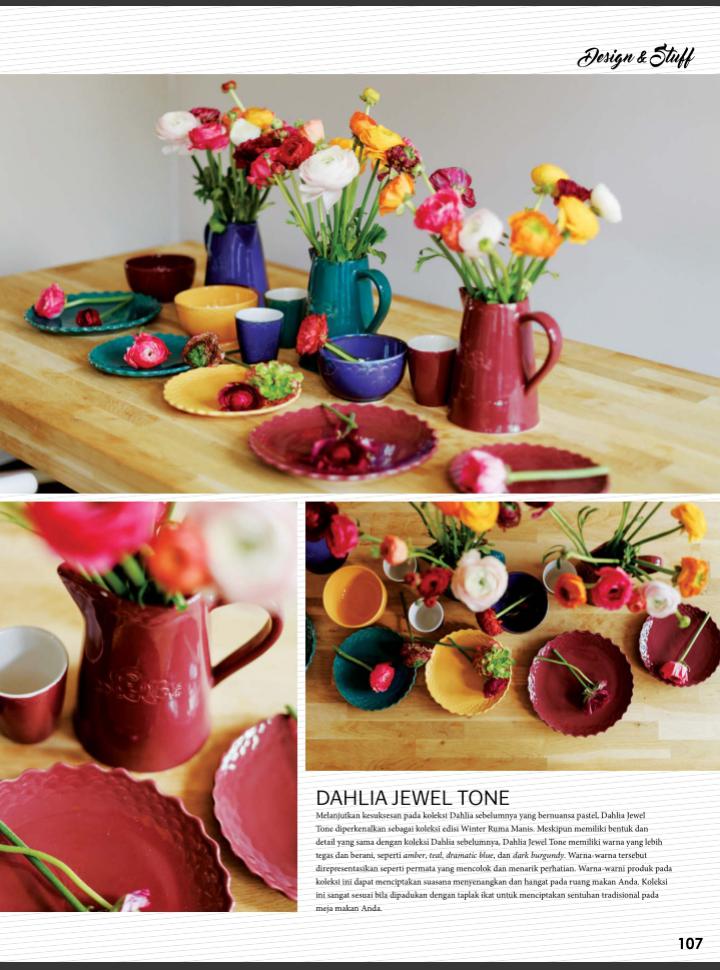 Design & Stuff
DAHLIA JEWEL TONE
Melanjutkan kesuksesan pada koleksi Dahlia sebelumnya yang bernuansa pastel, Dahlia Jewel
Tone diperkenalkan sebagai koleksi edisi Winter Ruma Manis. Meskipun memiliki bentuk dan
detail yang sama dengan koleksi Dahlia sebelumnya, Dahlia Jewel Tone memiliki warna yang lebih
tegas dan berani, seperti amber, teal, dramatic blue, dan dark burgundy. Warna-warna tersebut
direpresentasikan seperti permata yang mencolok dan menarik perhatian. Warna-warni produk pada
koleksi ini dapat menciptakan suasana menyenangkan dan hangat pada ruang makan Anda. Koleksi
ini sangat sesuai bila dipadukan dengan taplak ikat untuk menciptakan sentuhan tradisional pada
meja makan Anda.
107